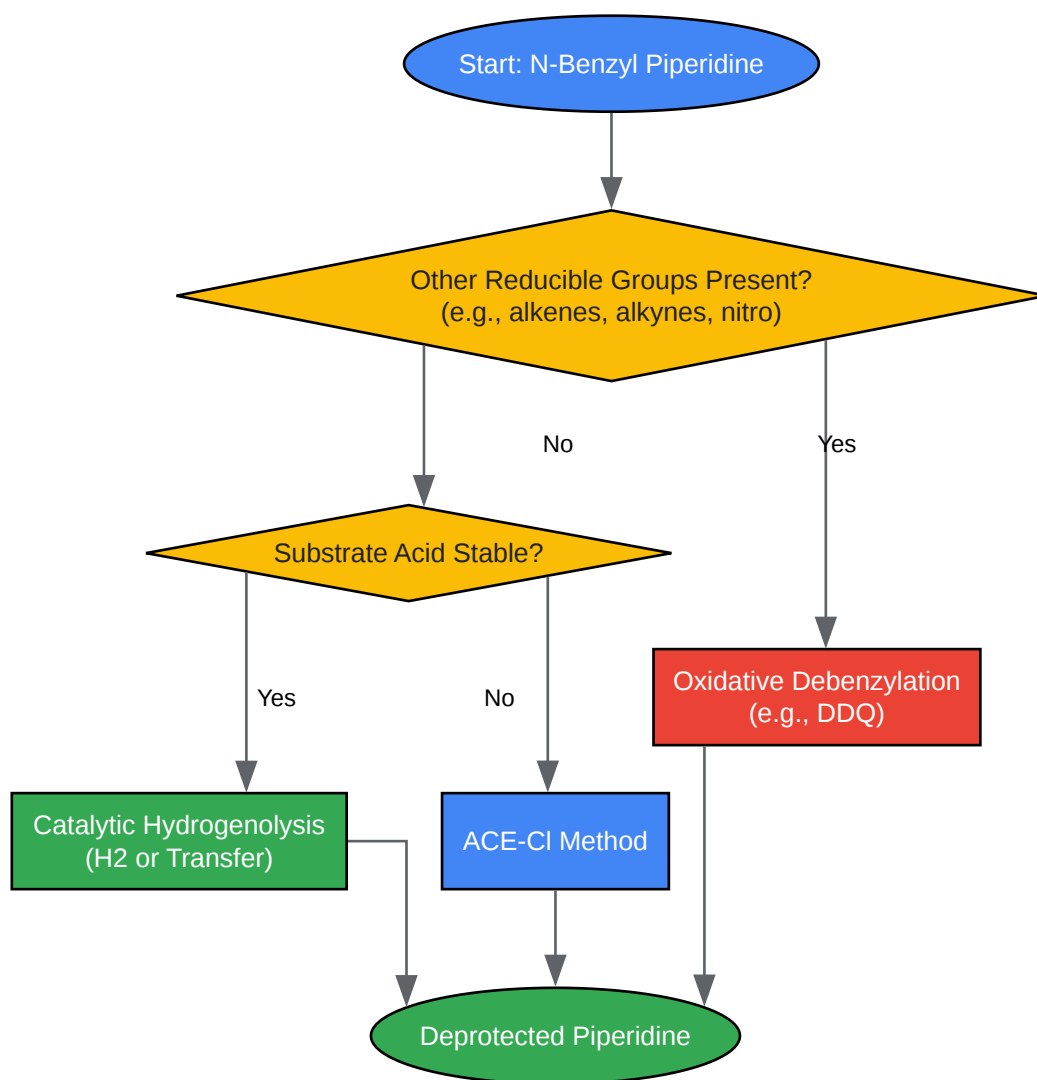 Start: N-Benzyl Piperidine
Other Reducible Groups Present?
(e.g., alkenes, alkynes, nitro)
No
Yes
Substrate Acid Stable?
Yes
No
Oxidative Debenzylation
(e.g., DDQ)
Catalytic Hydrogenolysis
(H2 or Transfer)
ACE-Cl Method
Deprotected Piperidine